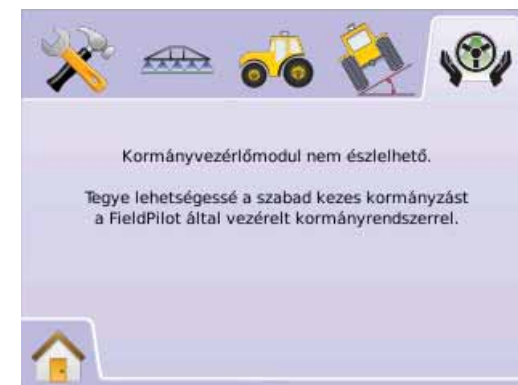 Kormányvezérlőmodul nem észlelhető.
Tegye lehetségessé a szabad kezes kormányzást
a FieldPilot által vezérelt kormányrendszerrel.